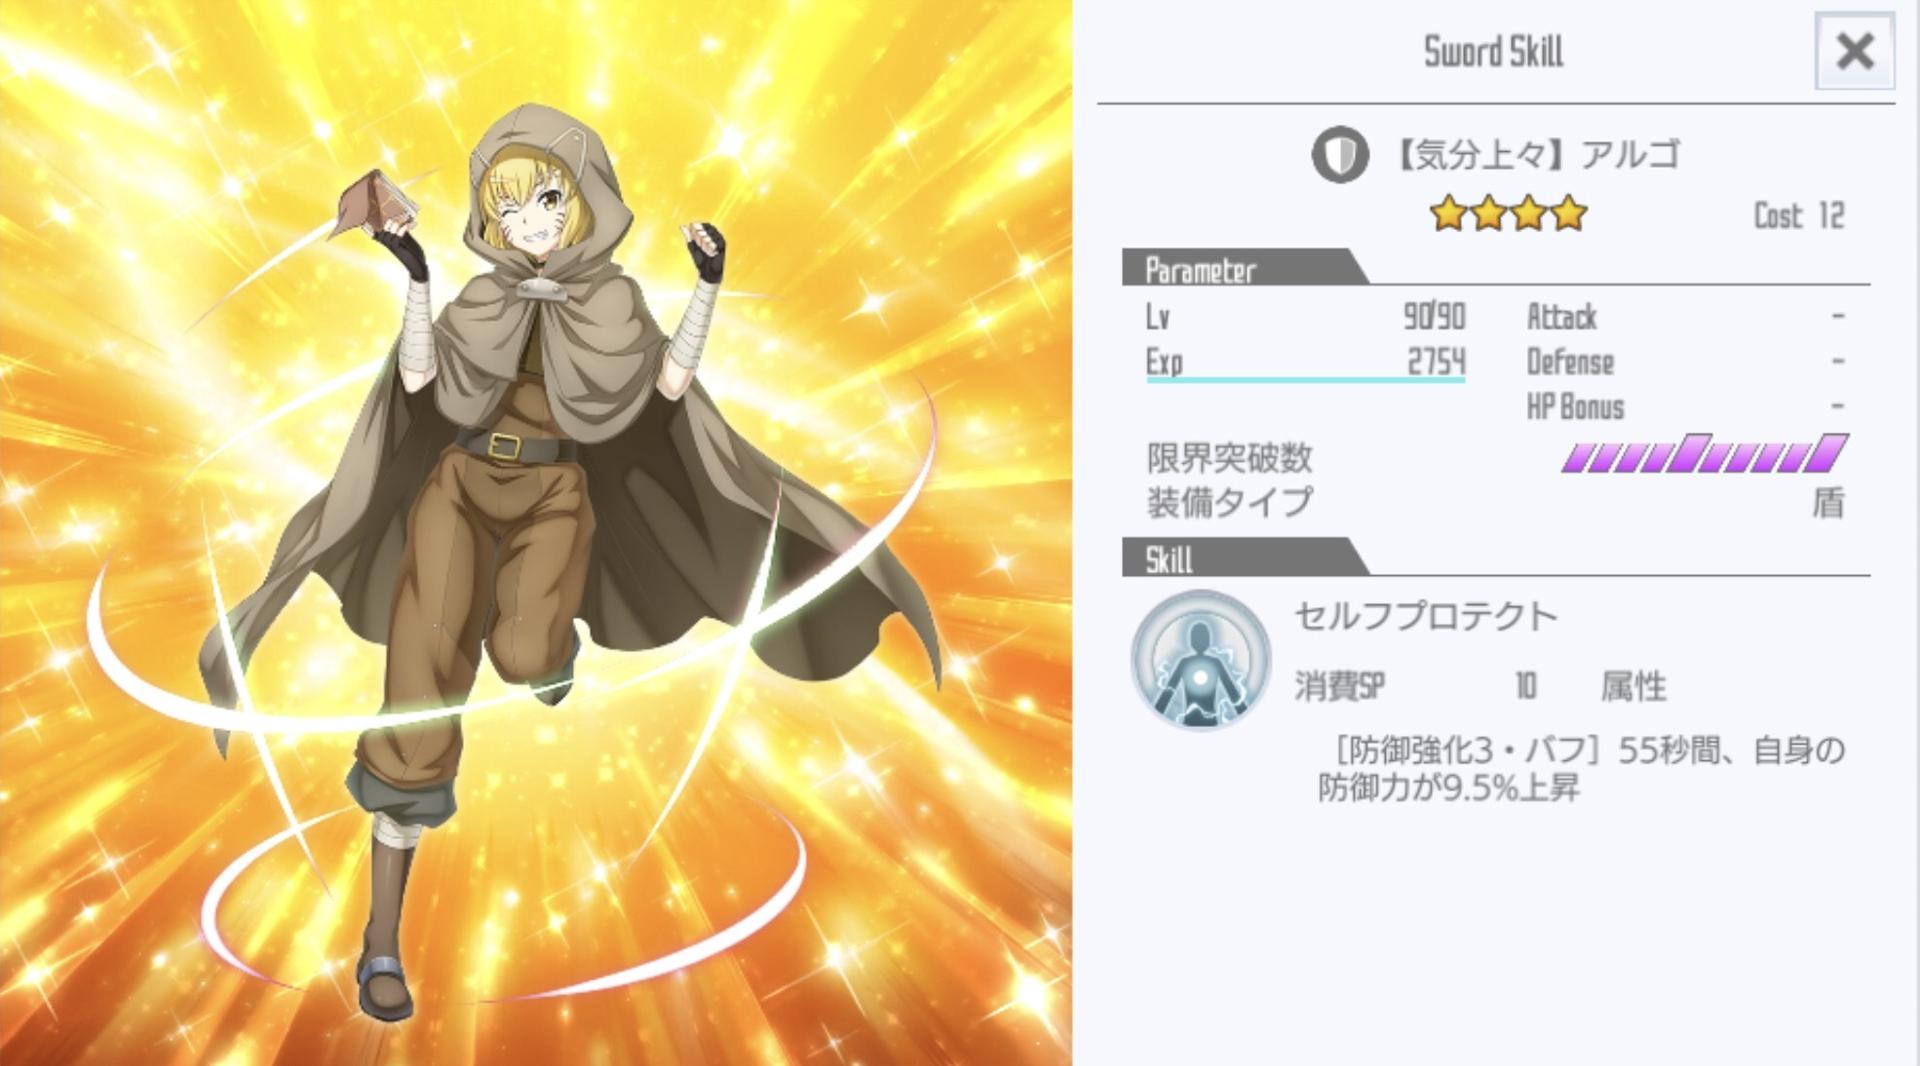 Sword Skill
【気分上々】アルゴ
Cost 12
Parameter
Lv 90/90
Attack -
Exp 2754
Defense -
HP Bonus -
限界突破数
装備タイプ 盾
Skill
セルフプロテクト
消費SP 10 属性
［防御強化3・バフ］55秒間、自身の
防御力が9.5%上昇